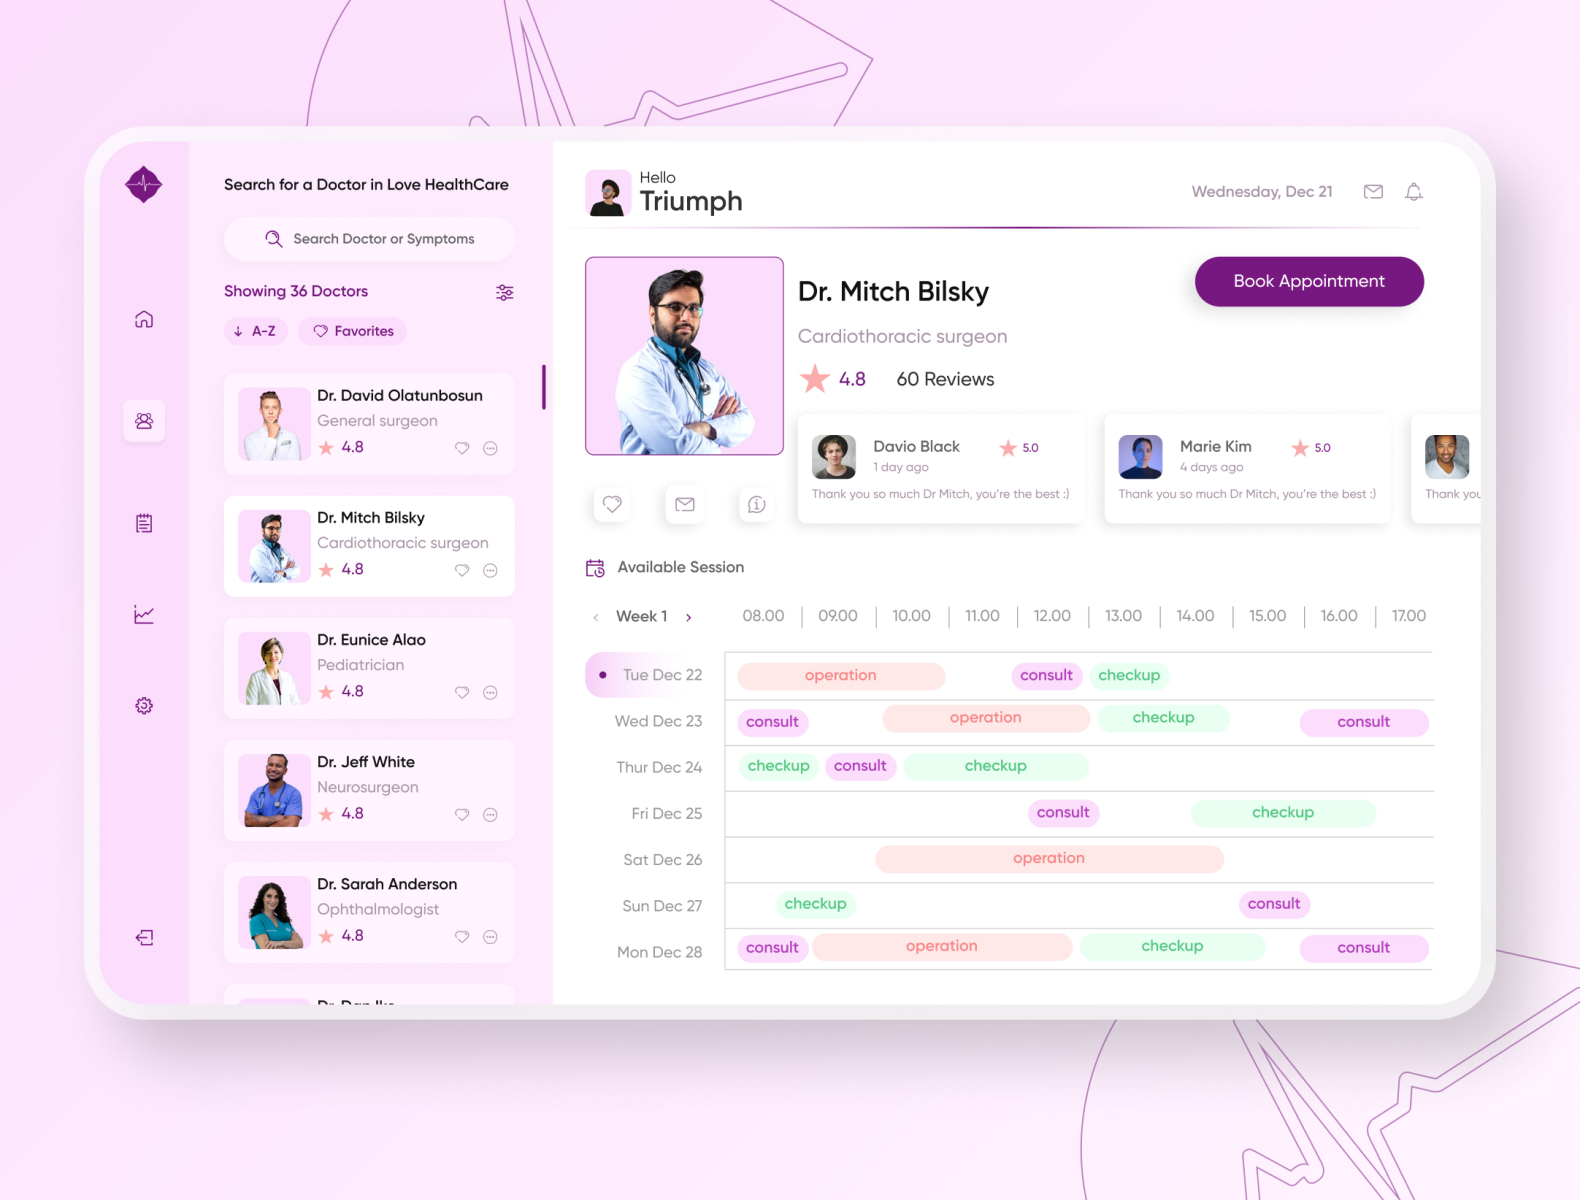 Search for a Doctor in Love HealthCare
Search Doctor or Symptoms
Showing 36 Doctors
A-Z
Favorites
Dr. David Olatunbosun
General surgeon
4.8
Dr. Mitch Bilsky
Cardiothoracic surgeon
4.8
Dr. Eunice Alao
Pediatrician
4.8
Dr. Jeff White
Neurosurgeon
4.8
Dr. Sarah Anderson
Ophthalmologist
4.8
Hello
Triumph
Wednesday, Dec 21
Dr. Mitch Bilsky
Book Appointment
Cardiothoracic surgeon
4.8 60 Reviews
Davio Black 5.0
1 day ago
Thank you so much Dr Mitch, you're the best :)
Marie Kim 5.0
4 days ago
Thank you so much Dr Mitch, you're the best :)
Thank you
Available Session
Week 1 08.00 09.00 10.00 11.00 12.00 13.00 14.00 15.00 16.00 17.00
Tue Dec 22 operation consult checkup
Wed Dec 23 consult operation checkup consult
Thur Dec 24 checkup consult checkup
Fri Dec 25 consult checkup
Sat Dec 26 operation
Sun Dec 27 checkup consult
Mon Dec 28 consult operation checkup consult